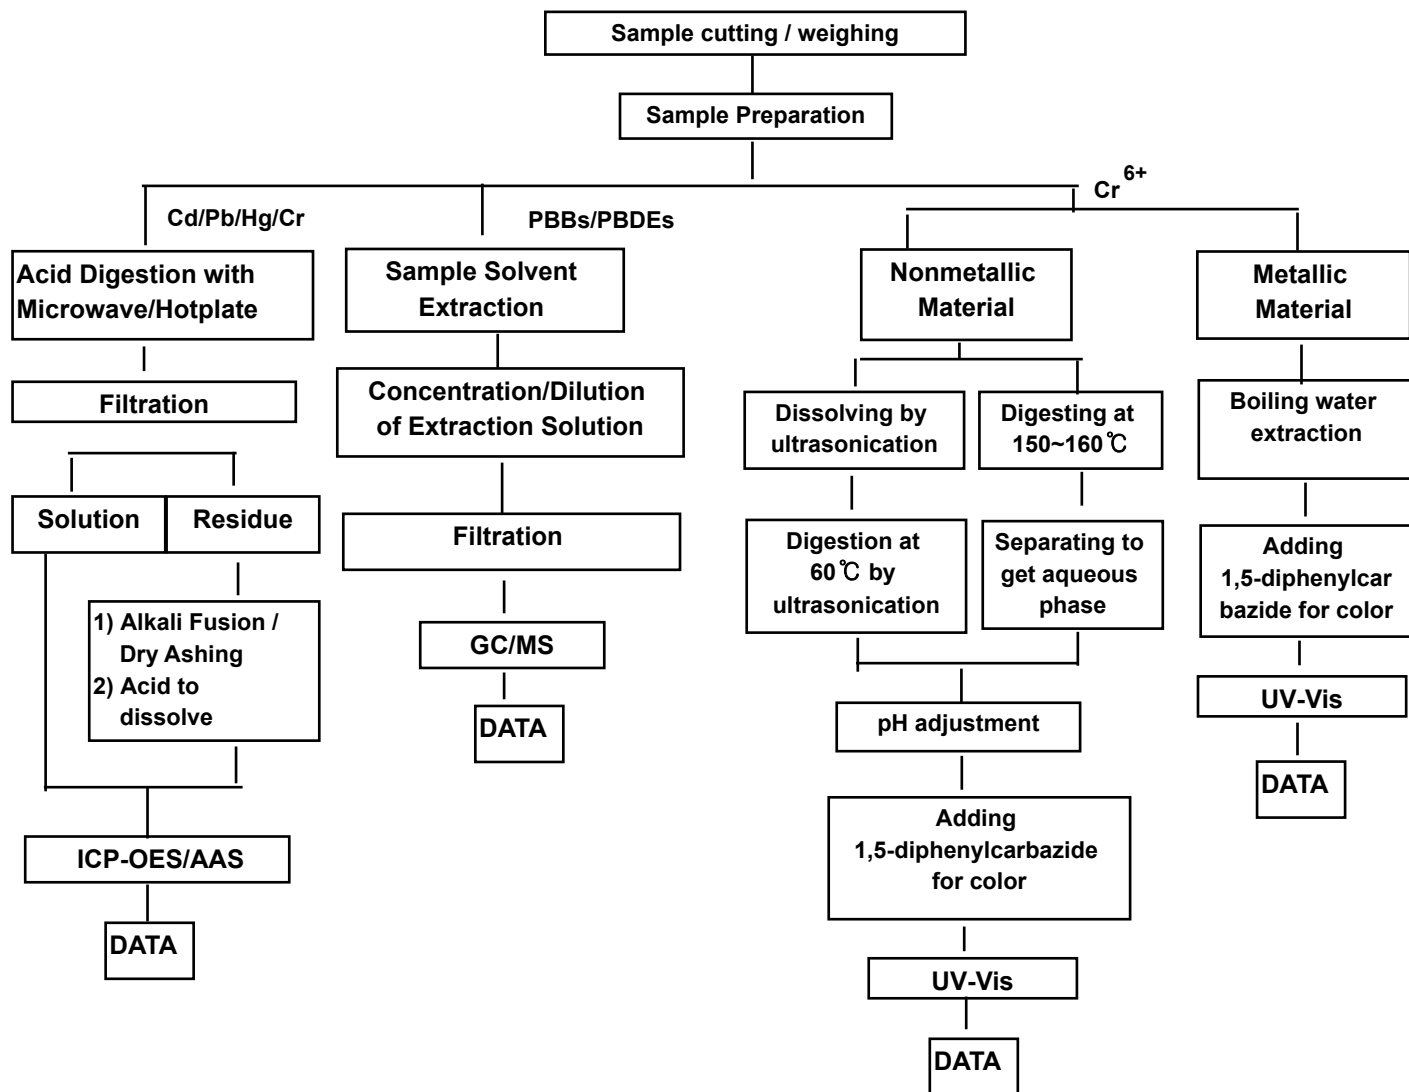 Sample cutting / weighing
Sample Preparation
Cd/Pb/Hg/Cr
PBBs/PBDEs
Cr 6+
Acid Digestion with
Microwave/Hotplate
Filtration
Solution
Residue
1) Alkali Fusion /
Dry Ashing
2) Acid to
dissolve
ICP-OES/AAS
DATA
Sample Solvent
Extraction
Concentration/Dilution
of Extraction Solution
Filtration
GC/MS
DATA
Nonmetallic
Material
Dissolving by
ultrasonication
Digestion at
60℃ by
ultrasonication
Digesting at
150~160℃
Separating to
get aqueous
phase
pH adjustment
Adding
1,5-diphenylcarbazide
for color
UV-Vis
DATA
Metallic
Material
Boiling water
extraction
Adding
1,5-diphenylcar
bazide for color
UV-Vis
DATA